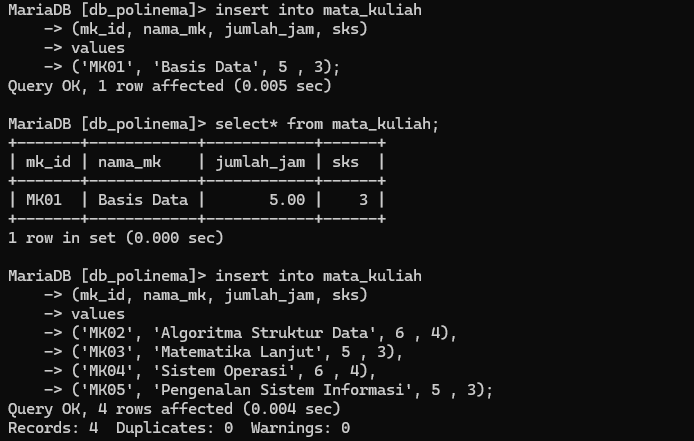 MariaDB [db_polinema]> insert into mata_kuliah
    -> (mk_id, nama_mk, jumlah_jam, sks)
    -> values
    -> ('MK01', 'Basis Data', 5 , 3);
Query OK, 1 row affected (0.005 sec)

MariaDB [db_polinema]> select* from mata_kuliah;
+-------+------------+------------+------+
| mk_id | nama_mk    | jumlah_jam | sks  |
+-------+------------+------------+------+
| MK01  | Basis Data |       5.00 |    3 |
+-------+------------+------------+------+
1 row in set (0.000 sec)

MariaDB [db_polinema]> insert into mata_kuliah
    -> (mk_id, nama_mk, jumlah_jam, sks)
    -> values
    -> ('MK02', 'Algoritma Struktur Data', 6 , 4),
    -> ('MK03', 'Matematika Lanjut', 5 , 3),
    -> ('MK04', 'Sistem Operasi', 6 , 4),
    -> ('MK05', 'Pengenalan Sistem Informasi', 5 , 3);
Query OK, 4 rows affected (0.004 sec)
Records: 4  Duplicates: 0  Warnings: 0